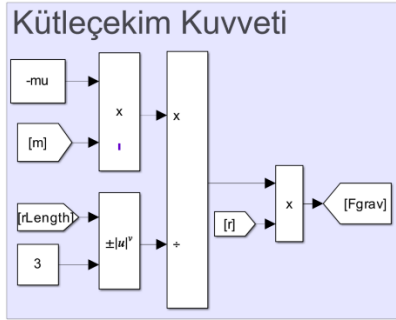 Kütleçekim Kuvveti
-mu
[m]
x
x
[rLength]
3
±|u|ᵛ
÷
[r]
x
[Fgrav]